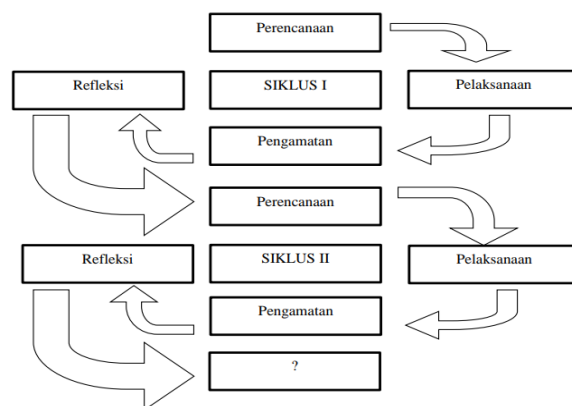 Perencanaan
Refleksi
SIKLUS I
Pelaksanaan
Pengamatan
Perencanaan
Refleksi
SIKLUS II
Pelaksanaan
Pengamatan
?